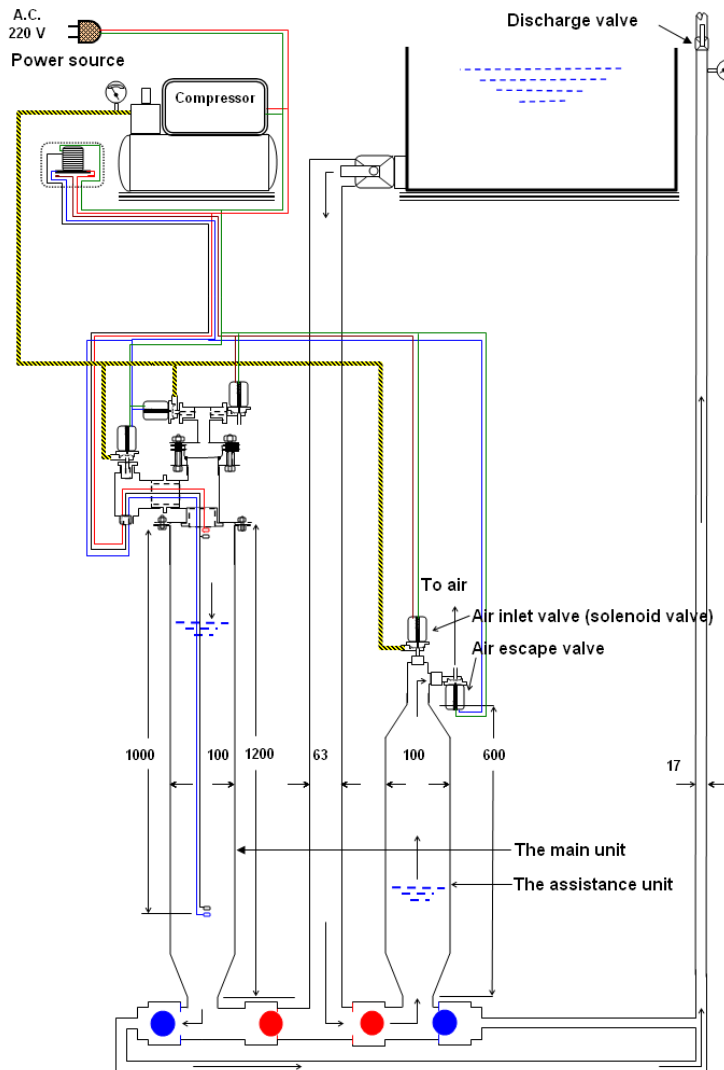 A.C.
220 V
Power source
Discharge valve
Compressor
To air
Air inlet valve (solenoid valve)
Air escape valve
1000
100
1200
63
100
600
17
The main unit
The assistance unit